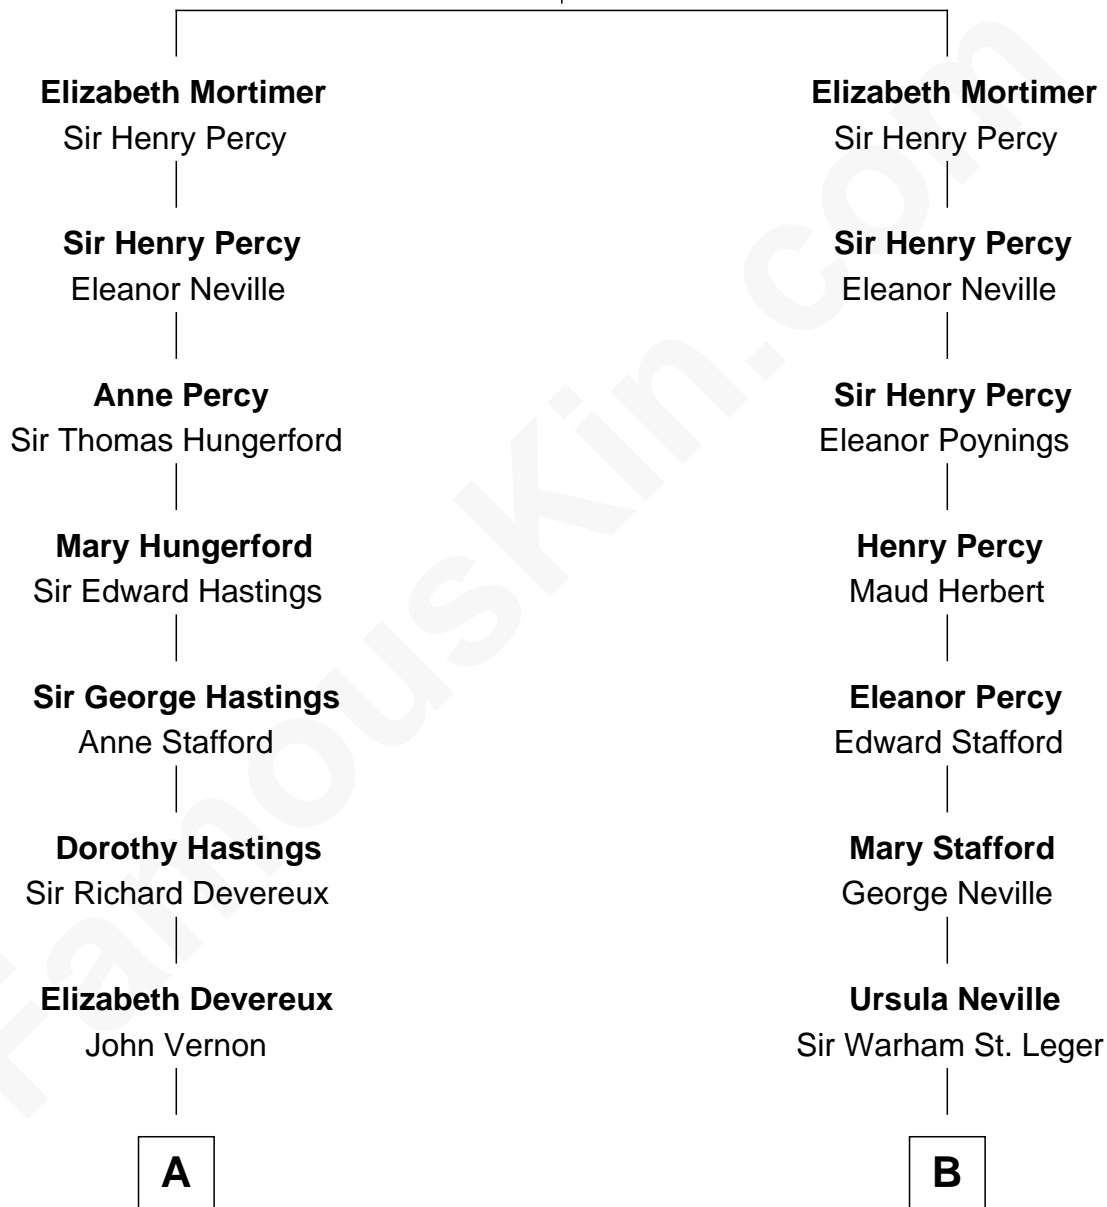 Elizabeth Mortimer
Sir Henry Percy
Sir Henry Percy
Eleanor Neville
Anne Percy
Sir Thomas Hungerford
Mary Hungerford
Sir Edward Hastings
Sir George Hastings
Anne Stafford
Dorothy Hastings
Sir Richard Devereux
Elizabeth Devereux
John Vernon
A
Elizabeth Mortimer
Sir Henry Percy
Sir Henry Percy
Eleanor Neville
Sir Henry Percy
Eleanor Poynings
Henry Percy
Maud Herbert
Eleanor Percy
Edward Stafford
Mary Stafford
George Neville
Ursula Neville
Sir Warham St. Leger
B
FamousKin.com